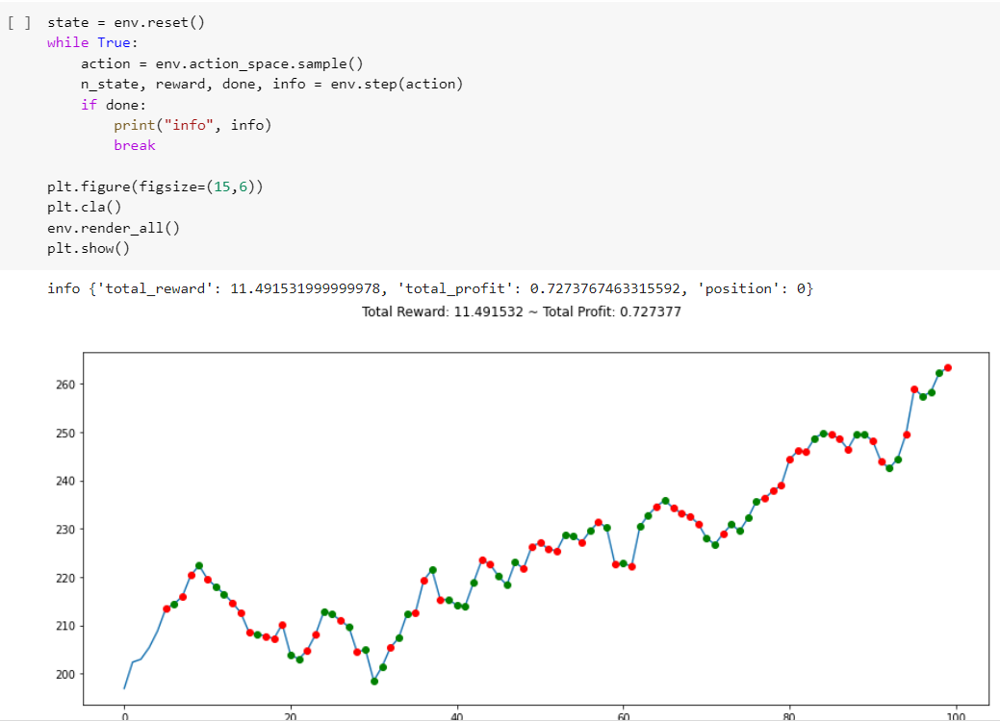 [ ] state = env.reset()
while True:
    action = env.action_space.sample()
    n_state, reward, done, info = env.step(action)
    if done:
        print("info", info)
        break

plt.figure(figsize=(15,6))
plt.cla()
env.render_all()
plt.show()
info {'total_reward': 11.491531999999978, 'total_profit': 0.7273767463315592, 'position': 0}
Total Reward: 11.491532 ~ Total Profit: 0.727377
260
250
240
230
220
210
200
0 20 40 60 80 100